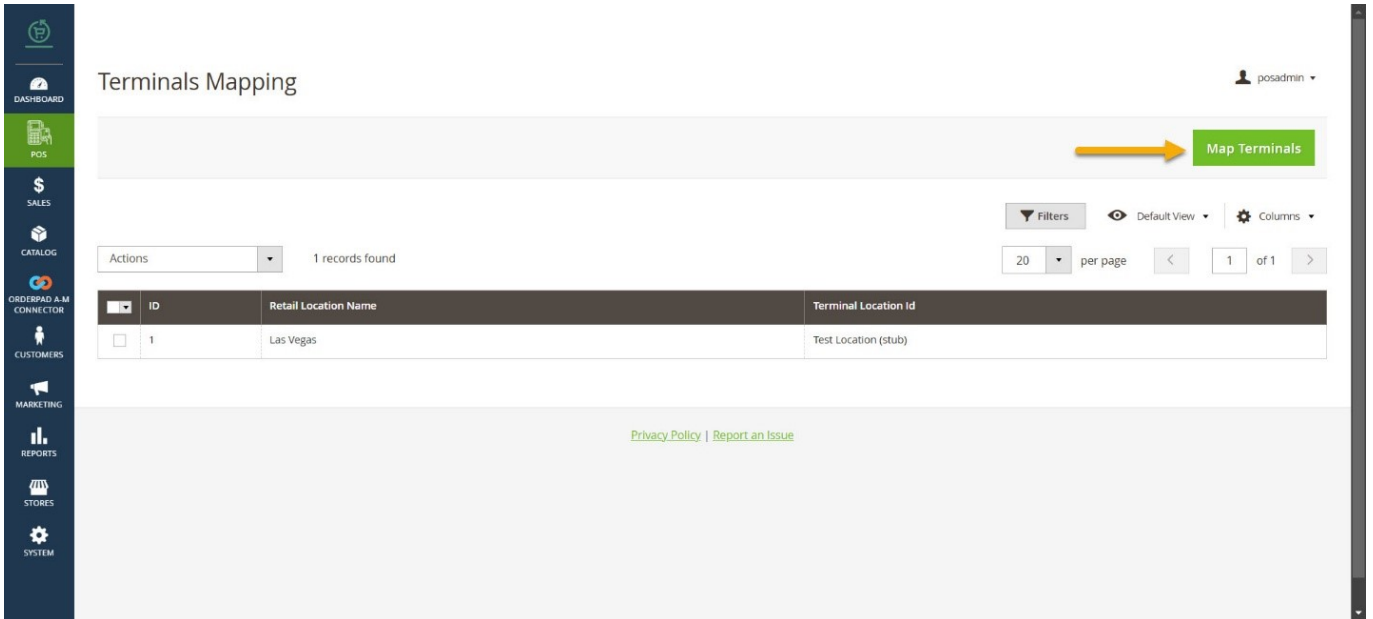 DASHBOARD
POS
SALES
CATALOG
ORDERPAD A-M
CONNECTOR
CUSTOMERS
MARKETING
REPORTS
STORES
SYSTEM
Terminals Mapping
posadmin
Map Terminals
Filters
Default View
Columns
Actions
1 records found
20
per page
1
of 1
ID
Retail Location Name
Terminal Location Id
1
Las Vegas
Test Location (stub)
Privacy Policy | Report an Issue